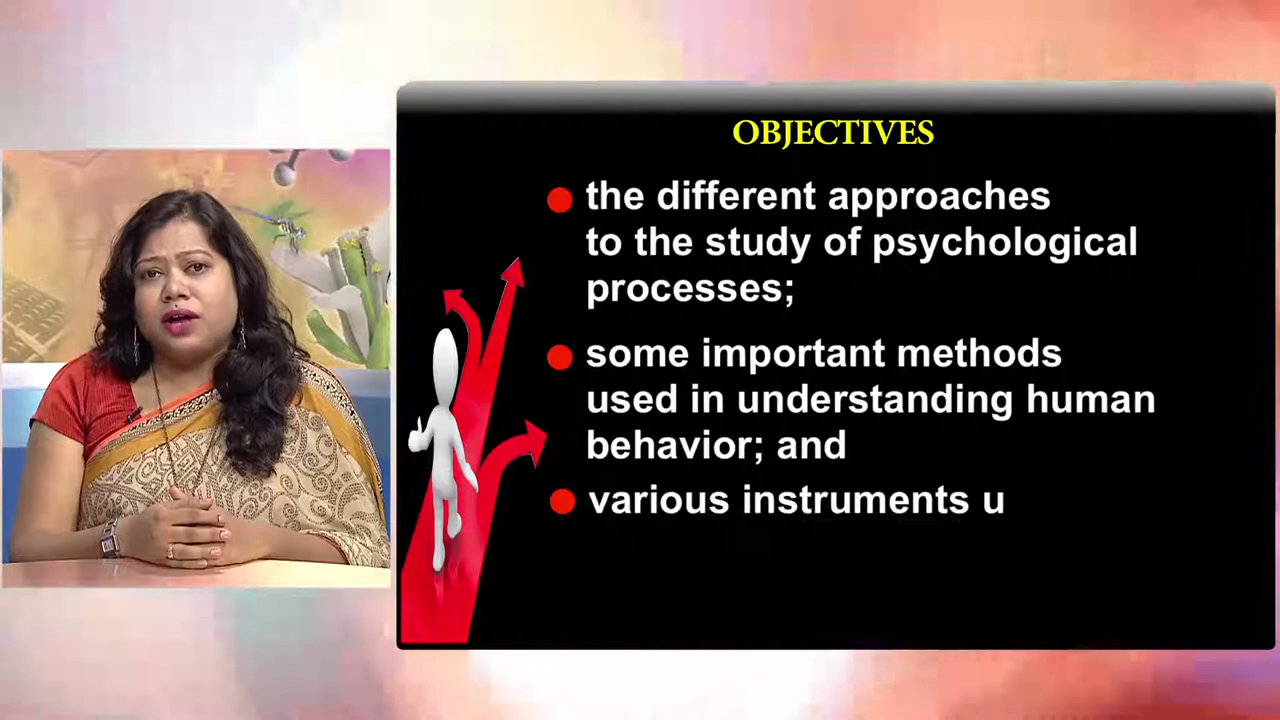 OBJECTIVES
the different approaches
to the study of psychological
processes;
some important methods
used in understanding human
behavior; and
various instruments u